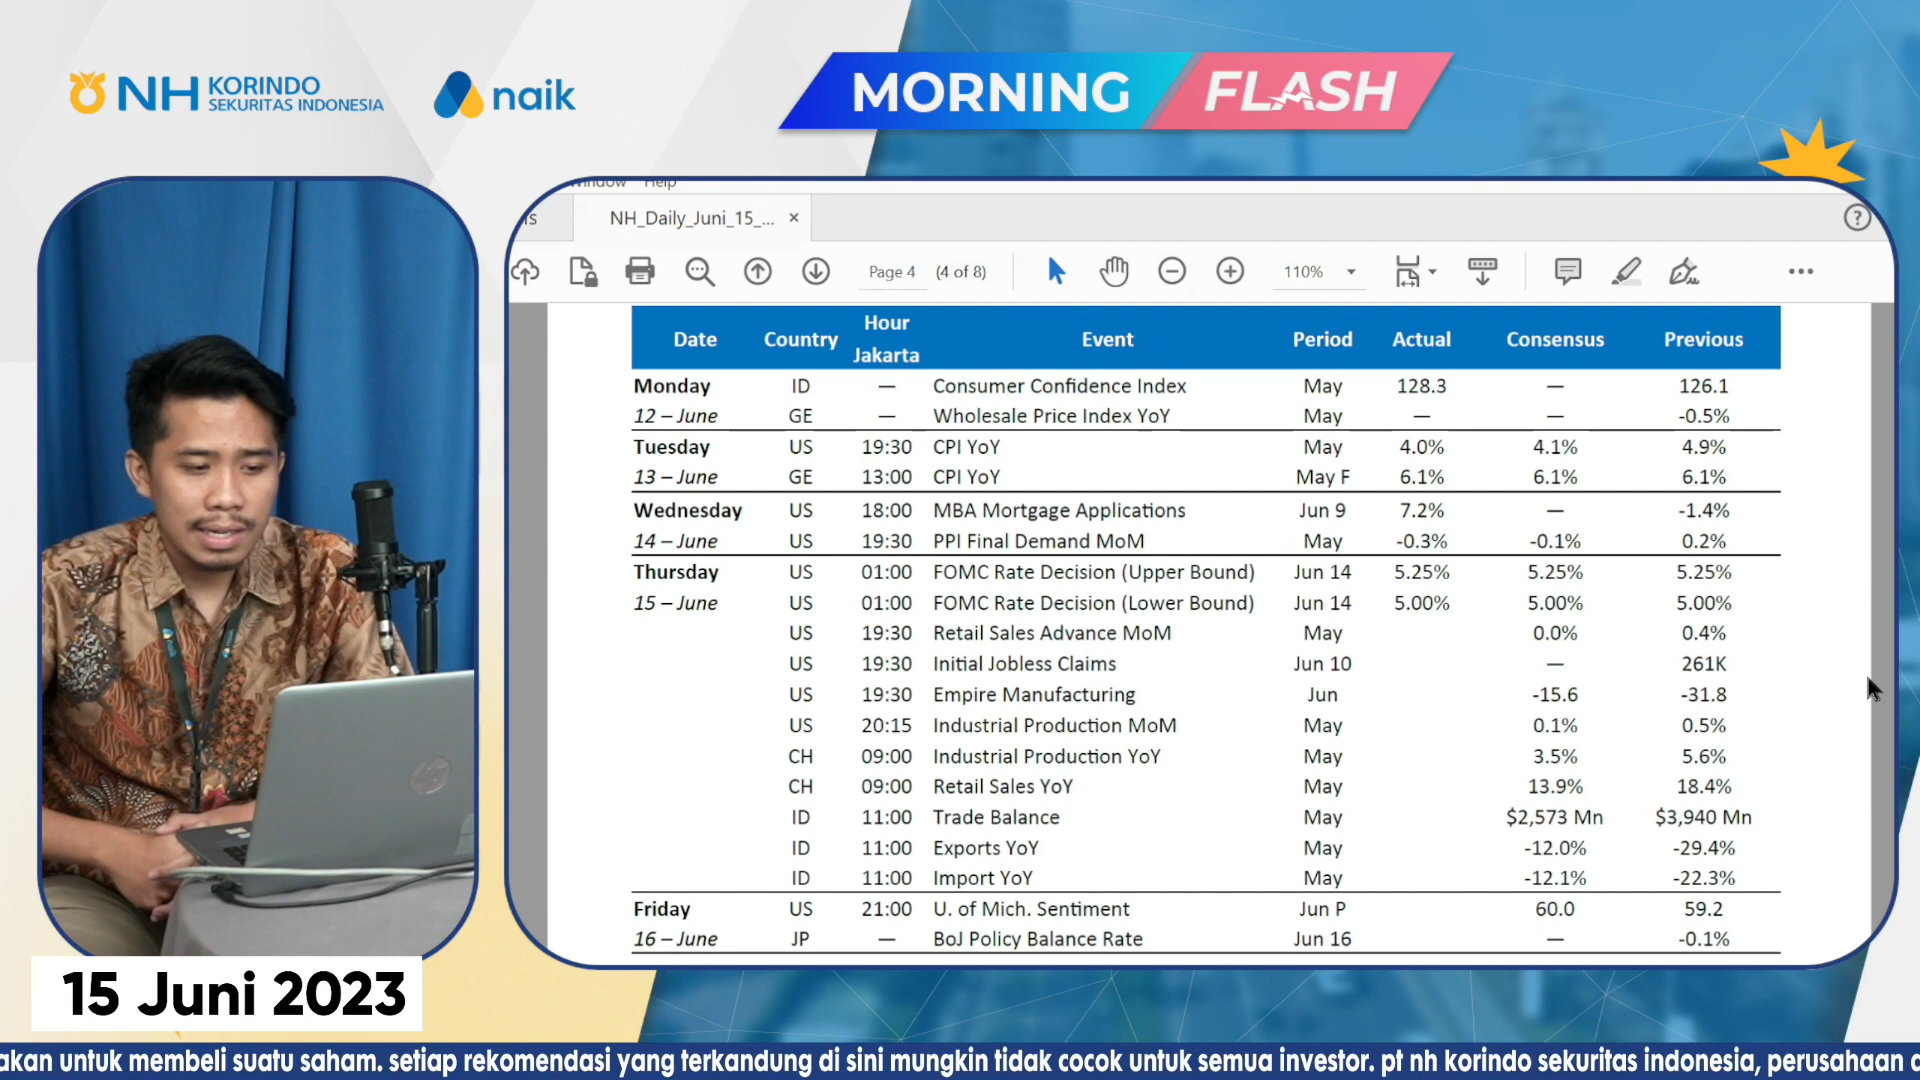 NH KORINDO
SEKURITAS INDONESIA
naik
MORNING FLASH
Window Help
NH_Daily_Juni_15_... ×
Page 4 (4 of 8) 110%
Date Country Hour Jakarta Event Period Actual Consensus Previous
Monday ID — Consumer Confidence Index May 128.3 — 126.1
12 – June GE — Wholesale Price Index YoY May — — -0.5%
Tuesday US 19:30 CPI YoY May 4.0% 4.1% 4.9%
13 – June GE 13:00 CPI YoY May F 6.1% 6.1% 6.1%
Wednesday US 18:00 MBA Mortgage Applications Jun 9 7.2% — -1.4%
14 – June US 19:30 PPI Final Demand MoM May -0.3% -0.1% 0.2%
Thursday US 01:00 FOMC Rate Decision (Upper Bound) Jun 14 5.25% 5.25% 5.25%
15 – June US 01:00 FOMC Rate Decision (Lower Bound) Jun 14 5.00% 5.00% 5.00%
US 19:30 Retail Sales Advance MoM May 0.0% 0.4%
US 19:30 Initial Jobless Claims Jun 10 — 261K
US 19:30 Empire Manufacturing Jun -15.6 -31.8
US 20:15 Industrial Production MoM May 0.1% 0.5%
CH 09:00 Industrial Production YoY May 3.5% 5.6%
CH 09:00 Retail Sales YoY May 13.9% 18.4%
ID 11:00 Trade Balance May $2,573 Mn $3,940 Mn
ID 11:00 Exports YoY May -12.0% -29.4%
ID 11:00 Import YoY May -12.1% -22.3%
Friday US 21:00 U. of Mich. Sentiment Jun P 60.0 59.2
16 – June JP — BoJ Policy Balance Rate Jun 16 — -0.1%
15 Juni 2023
akan untuk membeli suatu saham. setiap rekomendasi yang terkandung di sini mungkin tidak cocok untuk semua investor. pt nh korindo sekuritas indonesia, perusahaan